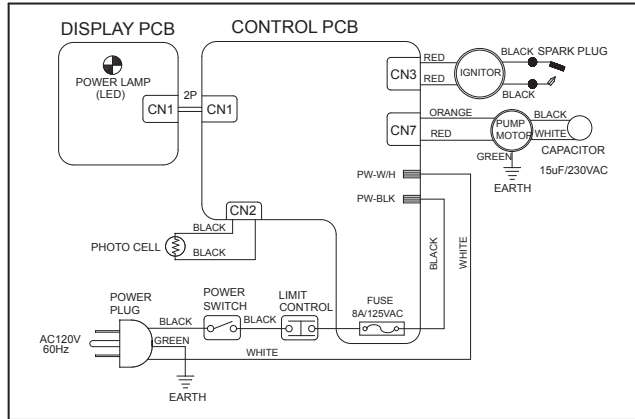 DISPLAY PCB
CONTROL PCB
POWER LAMP
(LED)
CN1
2P
CN1
CN3
RED
RED
IGNITOR
BLACK
SPARK PLUG
BLACK
CN7
ORANGE
RED
PUMP
MOTOR
BLACK
WHITE
CAPACITOR
15uF/230VAC
GREEN
EARTH
PW-W/H
PW-BLK
BLACK
WHITE
CN2
BLACK
BLACK
PHOTO CELL
POWER
PLUG
POWER
SWITCH
LIMIT
CONTROL
FUSE
8A/125VAC
AC120V
60Hz
BLACK
BLACK
GREEN
WHITE
EARTH